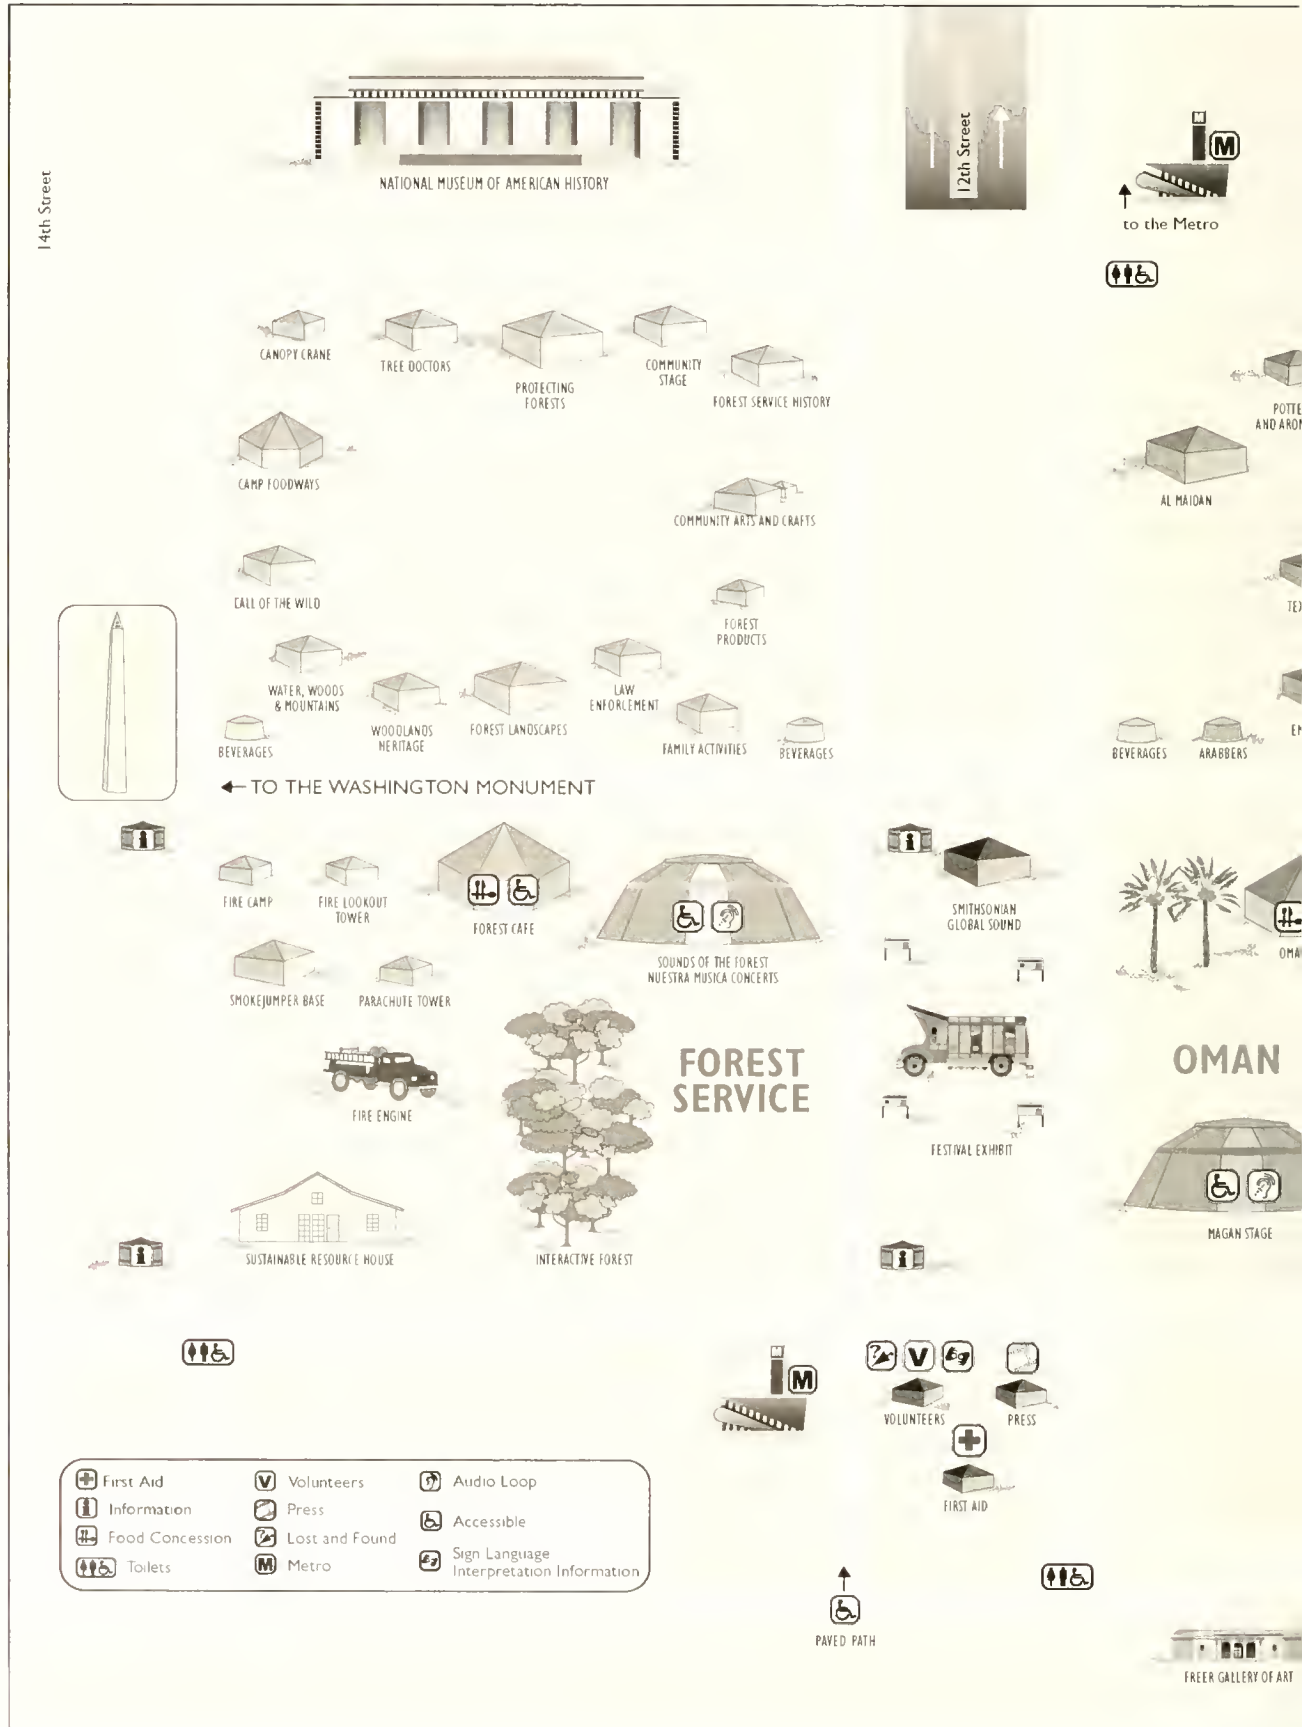 14th Street
NATIONAL MUSEUM OF AMERICAN HISTORY
12th Street
M
M
to the Metro
CANOPY CRANE
TREE DOCTORS
PROTECTING
FORESTS
COMMUNITY
STAGE
FOREST SERVICE HISTORY
CAMP FOODWAYS
COMMUNITY ARTS AND CRAFTS
AL MAIDAN
CALL OF THE WILD
FOREST
PRODUCTS
WATER, WOODS
& MOUNTAINS
WOODLANDS
HERITAGE
FOREST LANDSCAPES
LAW
ENFORCEMENT
FAMILY ACTIVITIES
BEVERAGES
BEVERAGES
BEVERAGES
ARABBERS
TO THE WASHINGTON MONUMENT
FIRE CAMP
FIRE LOOKOUT
TOWER
FOREST CAFE
SOUNDS OF THE FOREST
NUESTRA MUSICA CONCERTS
SMITHSONIAN
GLOBAL SOUND
SMOKEJUMPER BASE
PARACHUTE TOWER
FIRE ENGINE
FOREST
SERVICE
OMAN
FESTIVAL EXHIBIT
MAGAN STAGE
SUSTAINABLE RESOURCE HOUSE
INTERACTIVE FOREST
M
M
V
VOLUNTEERS
PRESS
FIRST AID
First Aid
Information
Food Concession
Toilets
V Volunteers
Press
Lost and Found
M Metro
Audio Loop
Accessible
Sign Language
Interpretation Information
PAVED PATH
FREER GALLERY OF ART